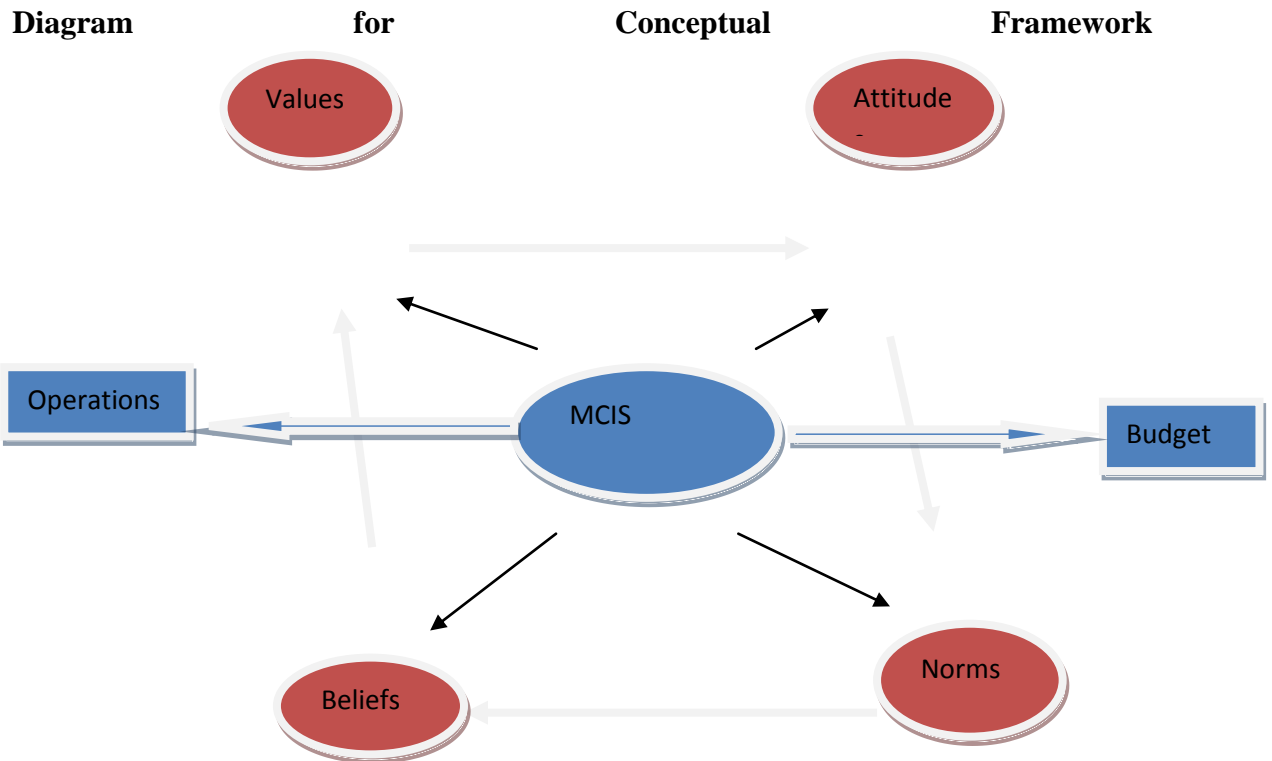 Diagram for Conceptual Framework
Values
Attitude
Operations
MCIS
Budget
Beliefs
Norms